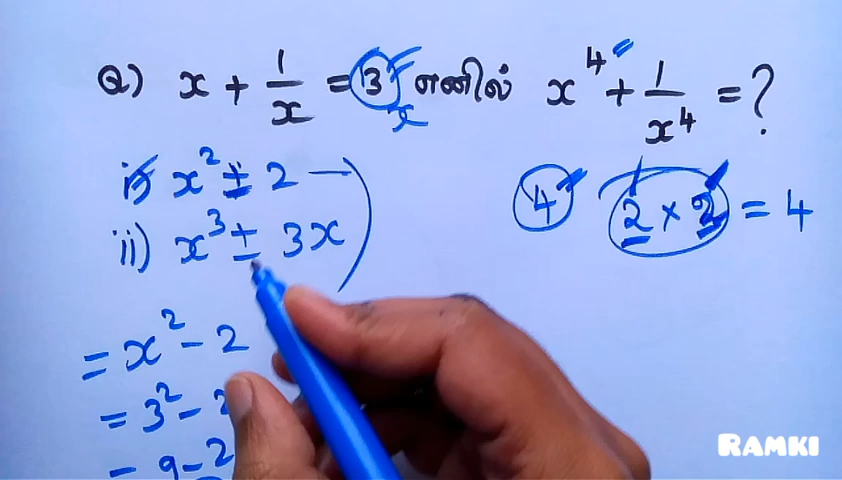 Q) x + 1/x = 3 எனில் x⁴ + 1/x⁴ = ?
x
i) x² ± 2
4 2 × 2 = 4
ii) x³ ± 3x
= x² - 2
= 3² - 2
= 9 - 2
RAMKI